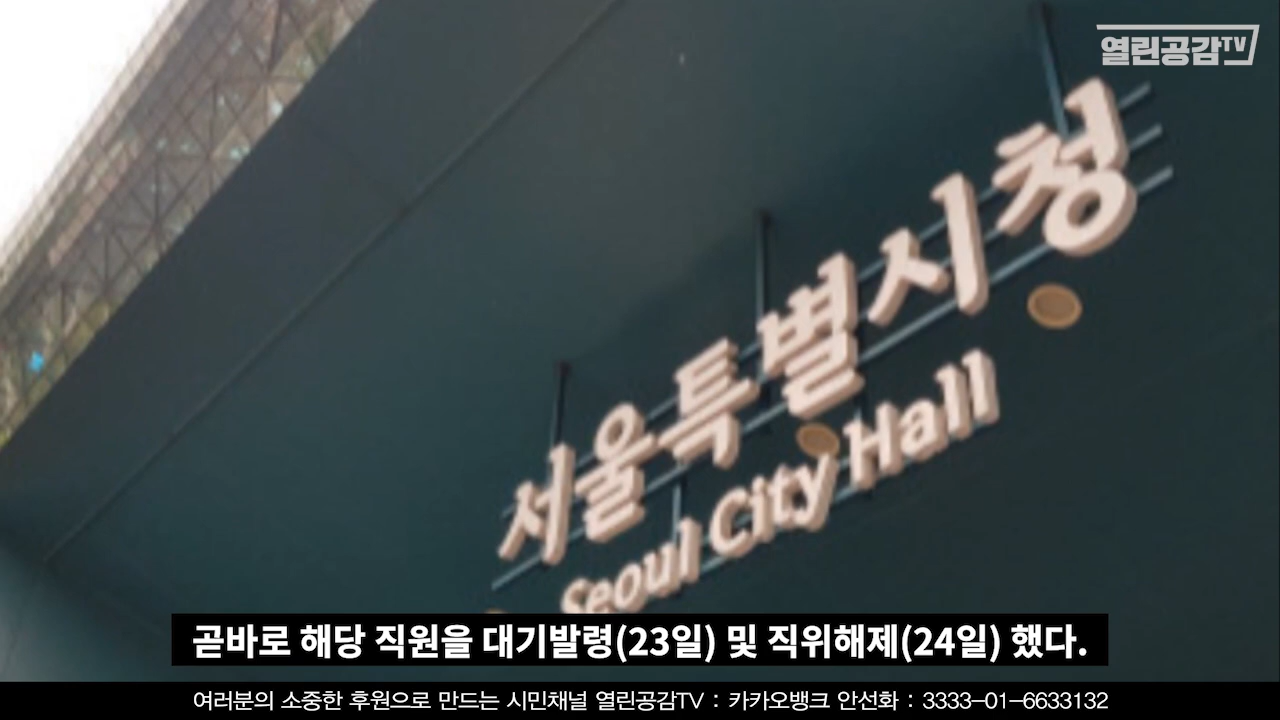 열린공감TV
서울특별시청
Seoul City Hall
곧바로 해당 직원을 대기발령(23일) 및 직위해제(24일) 했다.
여러분의 소중한 후원으로 만드는 시민채널 열린공감TV : 카카오뱅크 안선화 : 3333-01-6633132